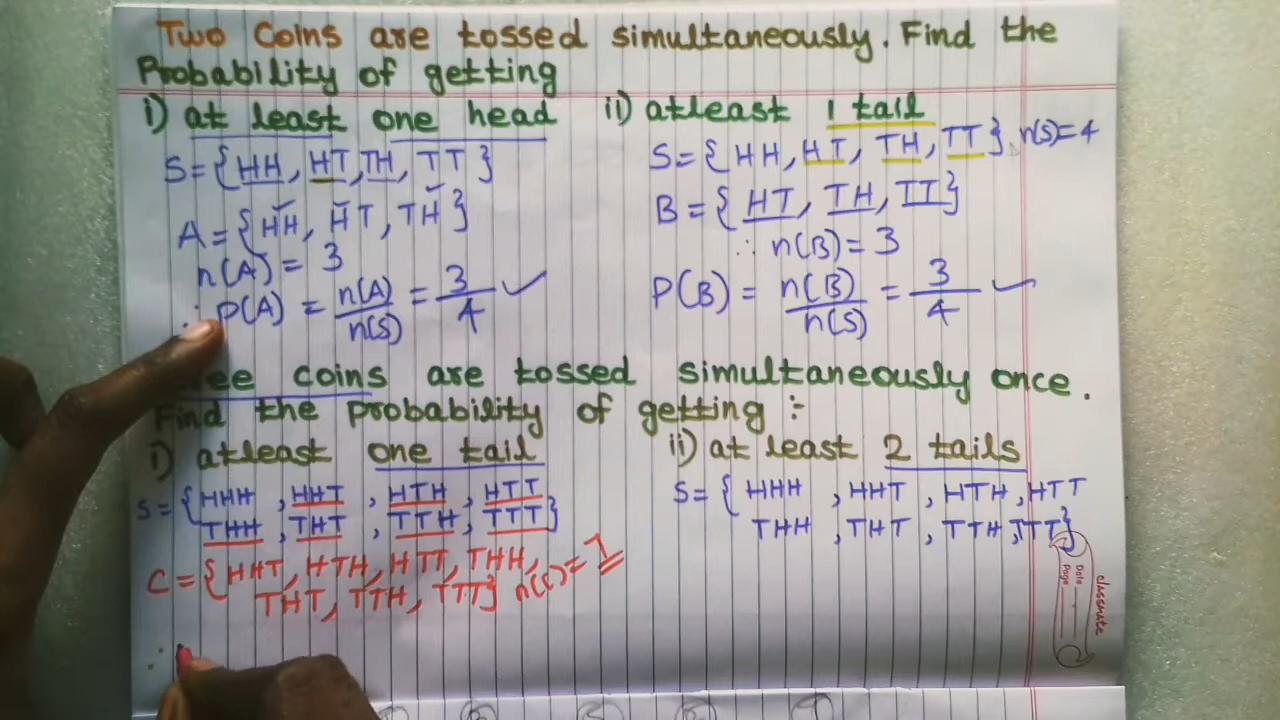 Two Coins are tossed simultaneously. Find the
Probability of getting
i) at least one head
S = {HH, HT, TH, TT}
A = {HH, HT, TH}
n(A) = 3
∴ P(A) = n(A)/n(S) = 3/4 ✓
ii) atleast 1 tail
S = {HH, HT, TH, TT} n(S)=4
B = {HT, TH, TT}
∴ n(B) = 3
P(B) = n(B)/n(S) = 3/4
coins are tossed simultaneously once.
Find the probability of getting :-
i) atleast one tail
S = {HHH, HHT, HTH, HTT
THH, THT, TTH, TTT}
C = {HHT, HTH, HTT, THH,
THT, TTH, TTT} n(C) = 7
∴
ii) at least 2 tails
S = {HHH, HHT, HTH, HTT
THH, THT, TTH, TTT}
classmate
Date
Page